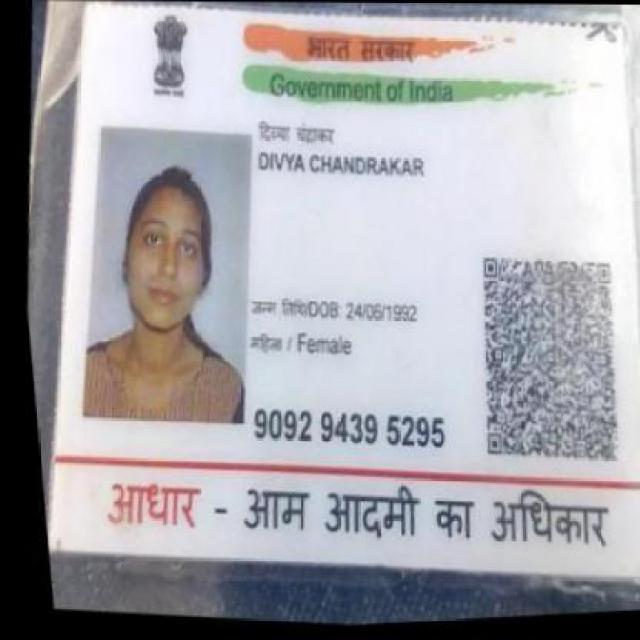 भारत सरकार
Government of India
दिव्या चंद्राकर
DIVYA CHANDRAKAR
जन्म तिथि/DOB: 24/06/1992
महिला / Female
9092 9439 5295
आधार - आम आदमी का अधिकार